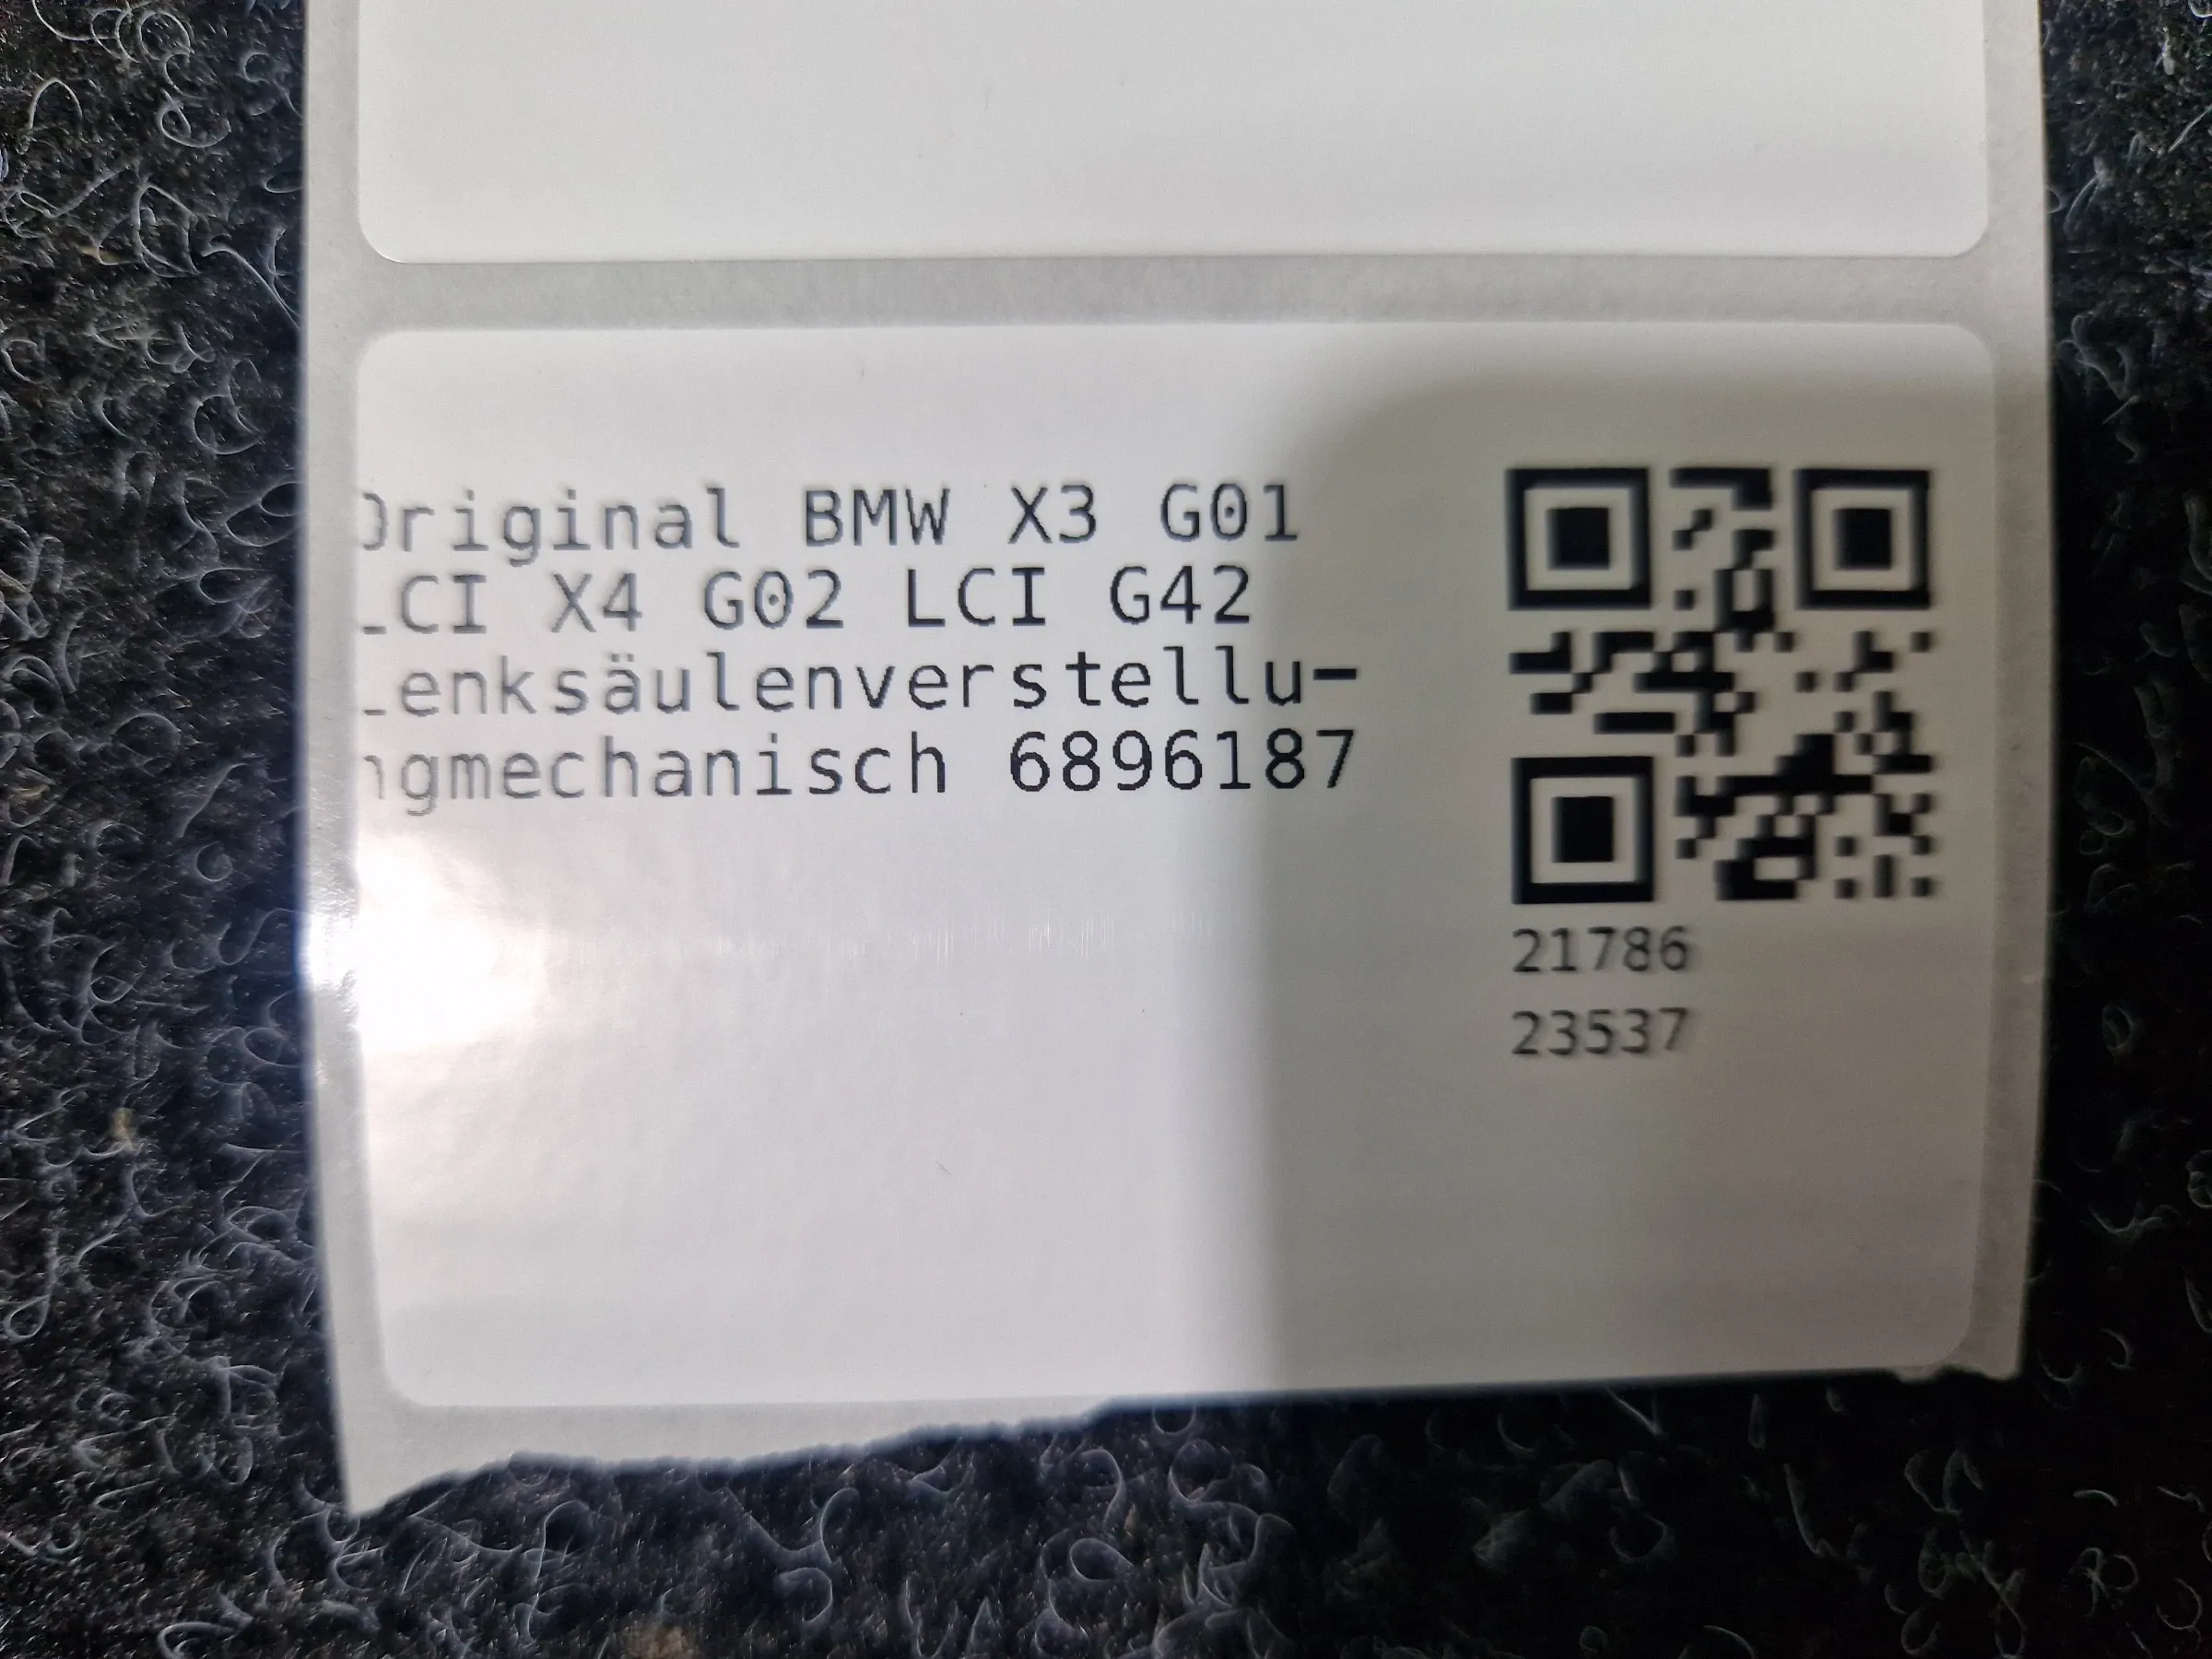 Original BMW X3 G01
LCI X4 G02 LCI G42
Lenksäulenverstellu-
ngmechanisch 6896187
21786
23537